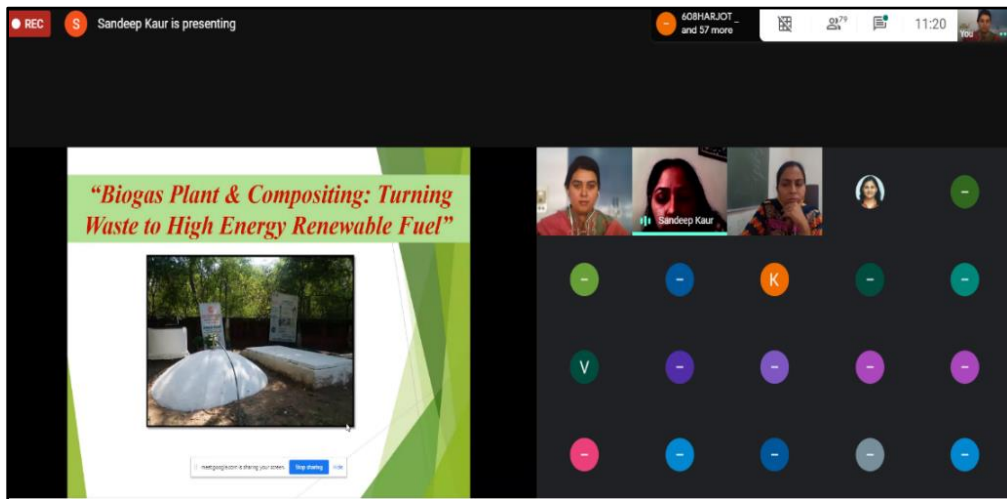 REC
S
Sandeep Kaur is presenting
608HARJOT_
and 57 more
79
11:20
You
“Biogas Plant & Compositing: Turning
Waste to High Energy Renewable Fuel”
meet.google.com is sharing your screen.
Stop sharing
Hide
Sandeep Kaur
K
V